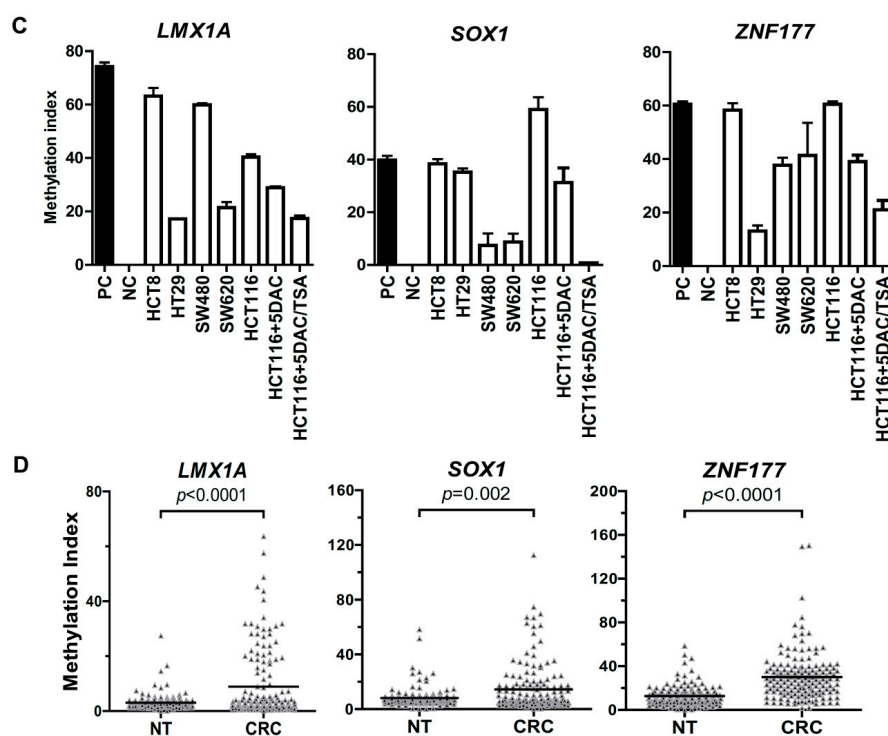 C
LMX1A
SOX1
ZNF177
Methylation index
80
60
40
20
0
PC
NC
HCT8
HT29
SW480
SW620
HCT116
HCT116+5DAC
HCT116+5DAC/TSA
80
60
40
20
0
PC
NC
HCT8
HT29
SW480
SW620
HCT116
HCT116+5DAC
HCT116+5DAC/TSA
80
60
40
20
0
PC
NC
HCT8
HT29
SW480
SW620
HCT116
HCT116+5DAC
HCT116+5DAC/TSA
D
LMX1A
SOX1
ZNF177
Methylation Index
p<0.0001
80
40
0
NT CRC
p=0.002
160
120
80
40
0
NT CRC
p<0.0001
200
160
120
80
40
0
NT CRC